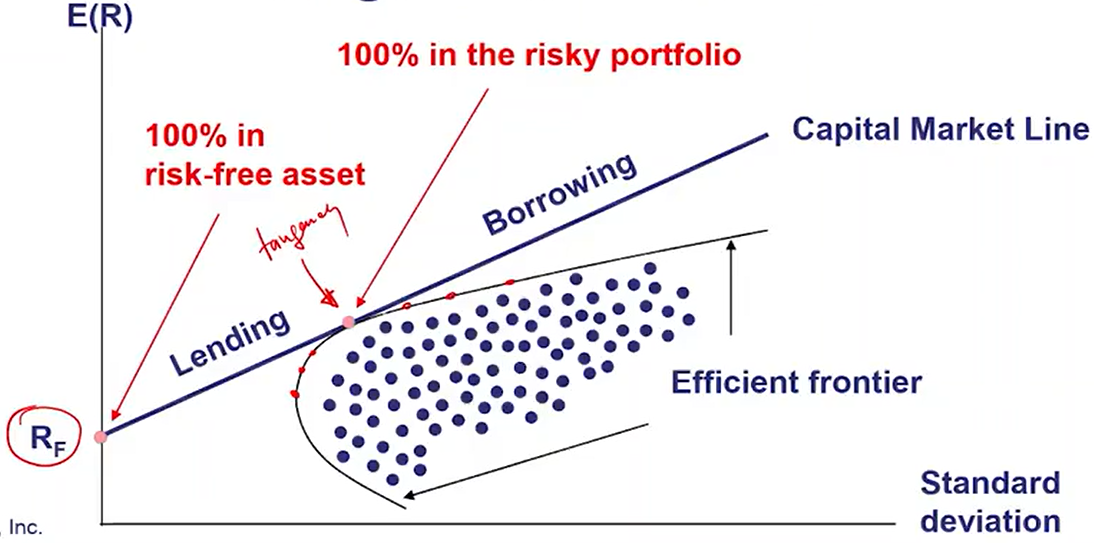 E(R)
100% in the risky portfolio
100% in
risk-free asset
Capital Market Line
Borrowing
tangency
Lending
Efficient frontier
RF
Standard
deviation
Inc.